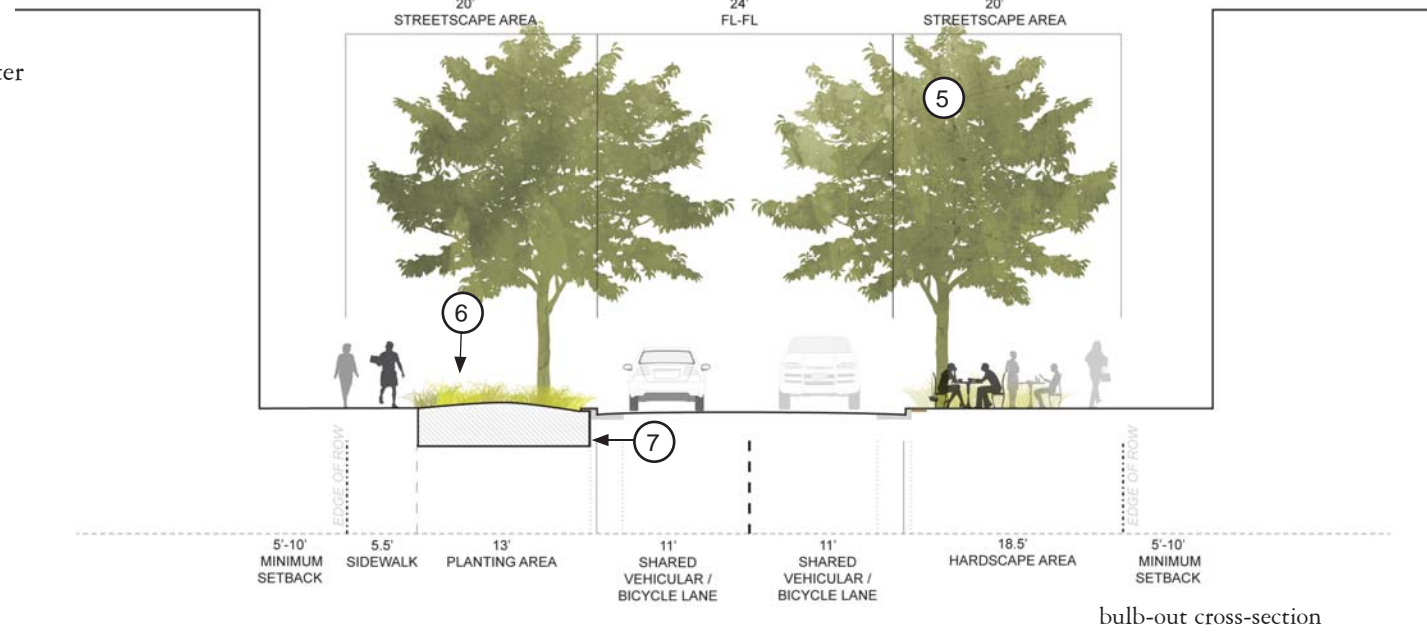 20'
STREETSCAPE AREA
24'
FL-FL
20'
STREETSCAPE AREA
5
6
7
EDGE OF ROW
EDGE OF ROW
5'-10'
MINIMUM
SETBACK
5.5'
SIDEWALK
13'
PLANTING AREA
11'
SHARED
VEHICULAR /
BICYCLE LANE
11'
SHARED
VEHICULAR /
BICYCLE LANE
18.5'
HARDSCAPE AREA
5'-10'
MINIMUM
SETBACK
bulb-out cross-section